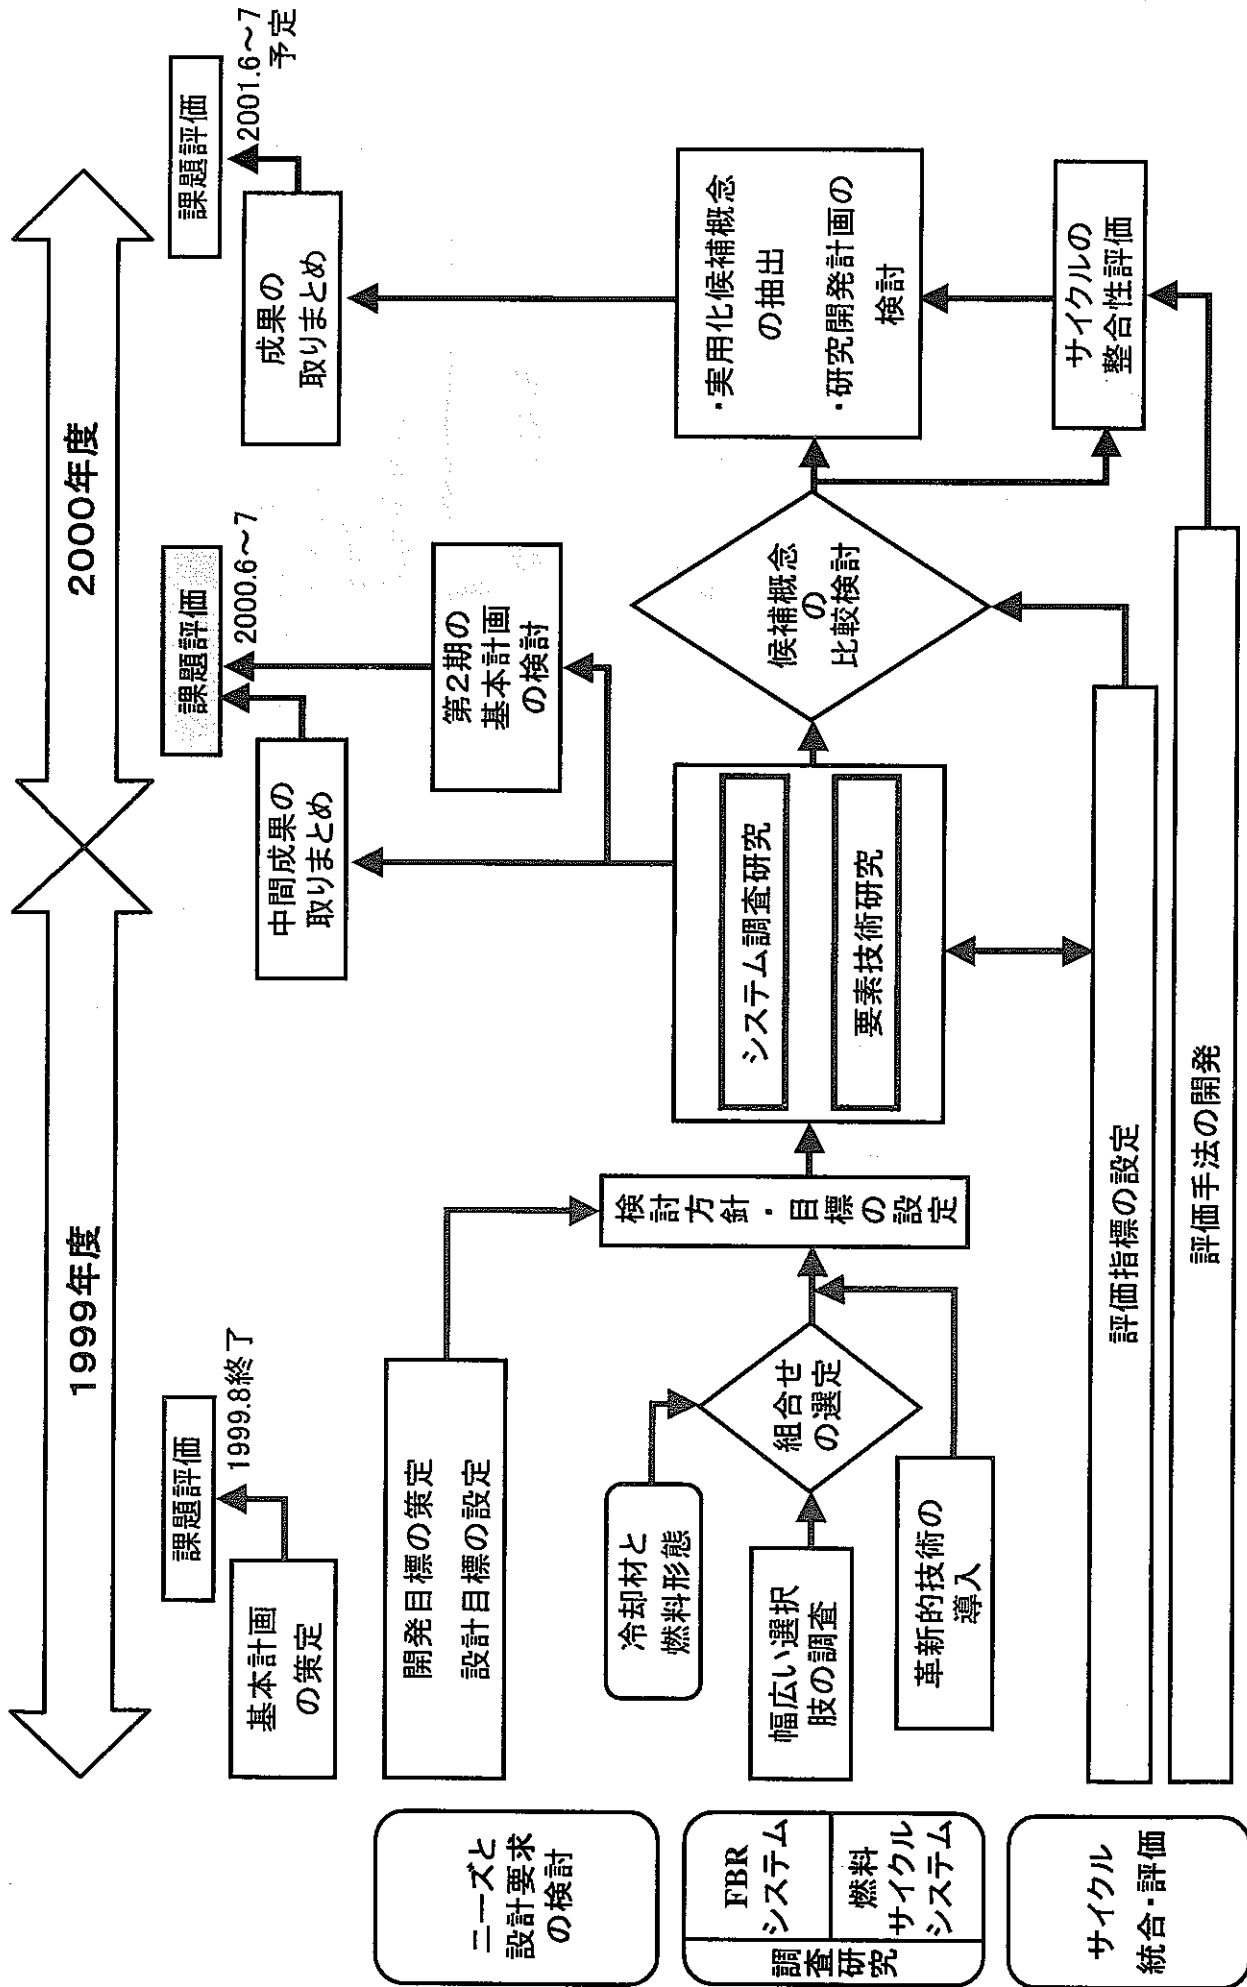 1999年度
2000年度
課題評価
1999.8終了
基本計画
の策定
課題評価
2000.6～7
中間成果の
取りまとめ
第2期の
基本計画
の検討
課題評価
2001.6～7
予定
成果の
取りまとめ
ニーズと
設計要求
の検討
開発目標の策定
設計目標の設定
調査研究
FBR
システム
燃料
サイクル
システム
冷却材と
燃料形態
幅広い選択
肢の調査
革新的技術の
導入
組合せ
の選定
検討方針・目標の設定
システム調査研究
要素技術研究
候補概念
の
比較検討
・実用化候補概念
の抽出
・研究開発計画の
検討
サイクルの
整合性評価
サイクル
統合・評価
評価指標の設定
評価手法の開発